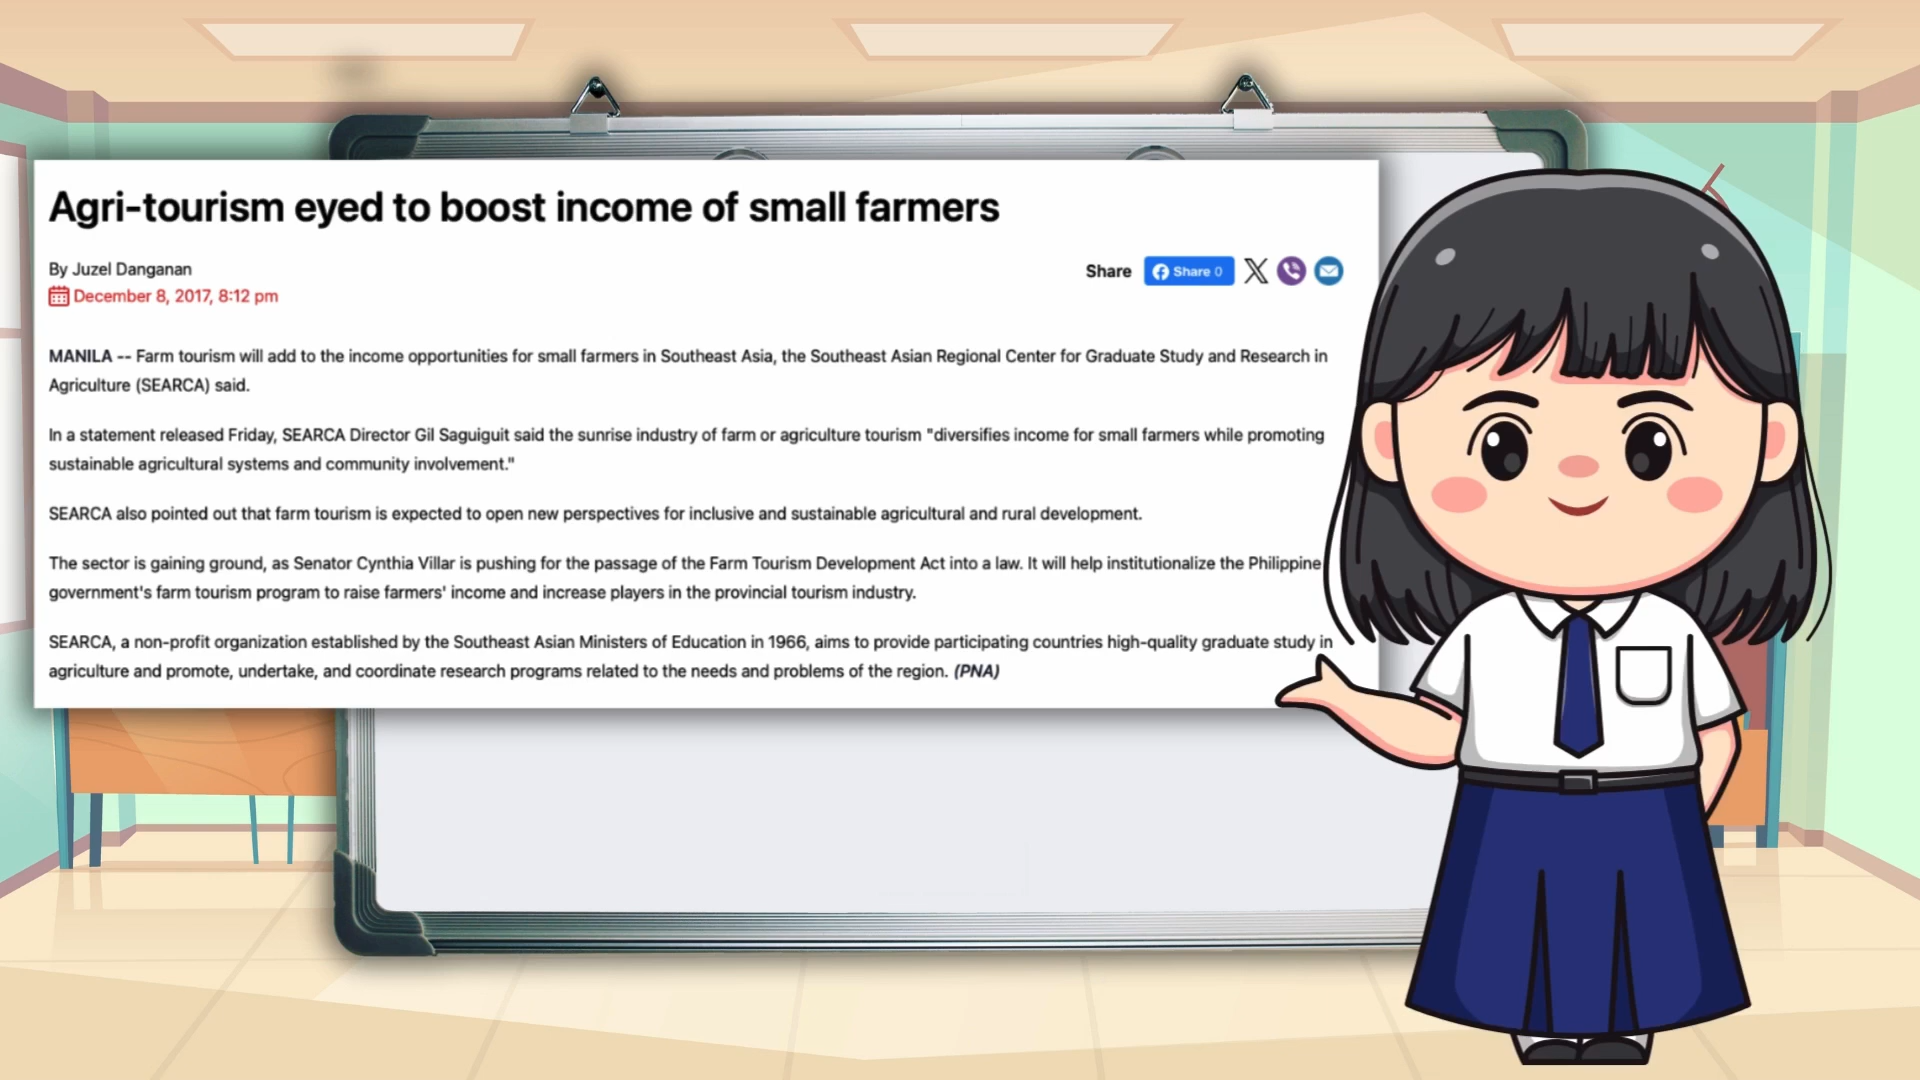 Agri-tourism eyed to boost income of small farmers
By Juzel Danganan
Share Share 0
December 8, 2017, 8:12 pm
MANILA -- Farm tourism will add to the income opportunities for small farmers in Southeast Asia, the Southeast Asian Regional Center for Graduate Study and Research in
Agriculture (SEARCA) said.
In a statement released Friday, SEARCA Director Gil Saguiguit said the sunrise industry of farm or agriculture tourism "diversifies income for small farmers while promoting
sustainable agricultural systems and community involvement."
SEARCA also pointed out that farm tourism is expected to open new perspectives for inclusive and sustainable agricultural and rural development.
The sector is gaining ground, as Senator Cynthia Villar is pushing for the passage of the Farm Tourism Development Act into a law. It will help institutionalize the Philippine
government's farm tourism program to raise farmers' income and increase players in the provincial tourism industry.
SEARCA, a non-profit organization established by the Southeast Asian Ministers of Education in 1966, aims to provide participating countries high-quality graduate study in
agriculture and promote, undertake, and coordinate research programs related to the needs and problems of the region. (PNA)